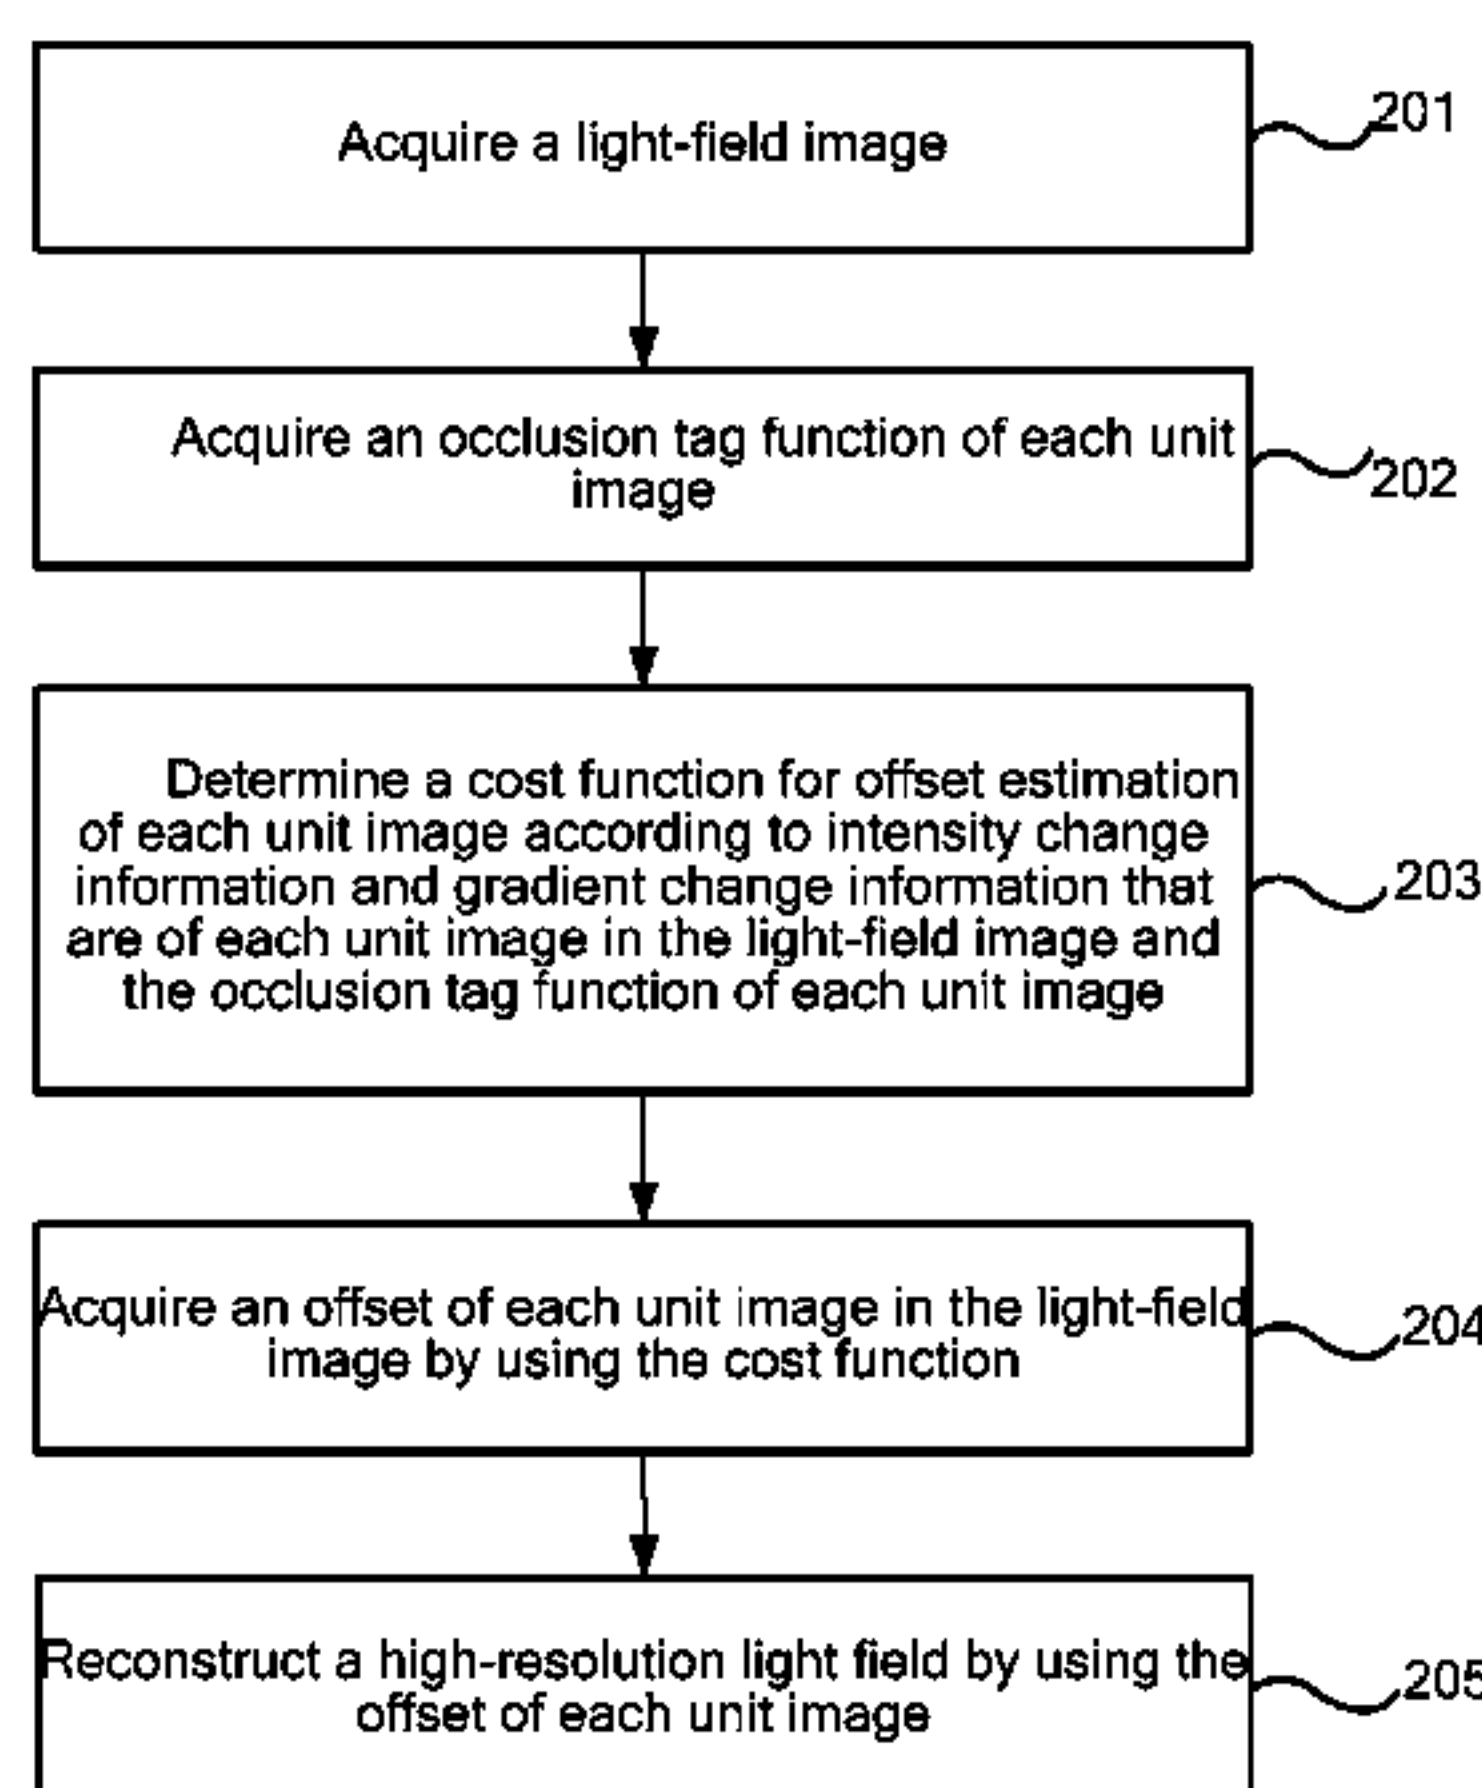 Acquire a light-field image
201
Acquire an occlusion tag function of each unit
image
202
Determine a cost function for offset estimation
of each unit image according to intensity change
information and gradient change information that
are of each unit image in the light-field image and
the occlusion tag function of each unit image
203
Acquire an offset of each unit image in the light-field
image by using the cost function
204
Reconstruct a high-resolution light field by using the
offset of each unit image
205